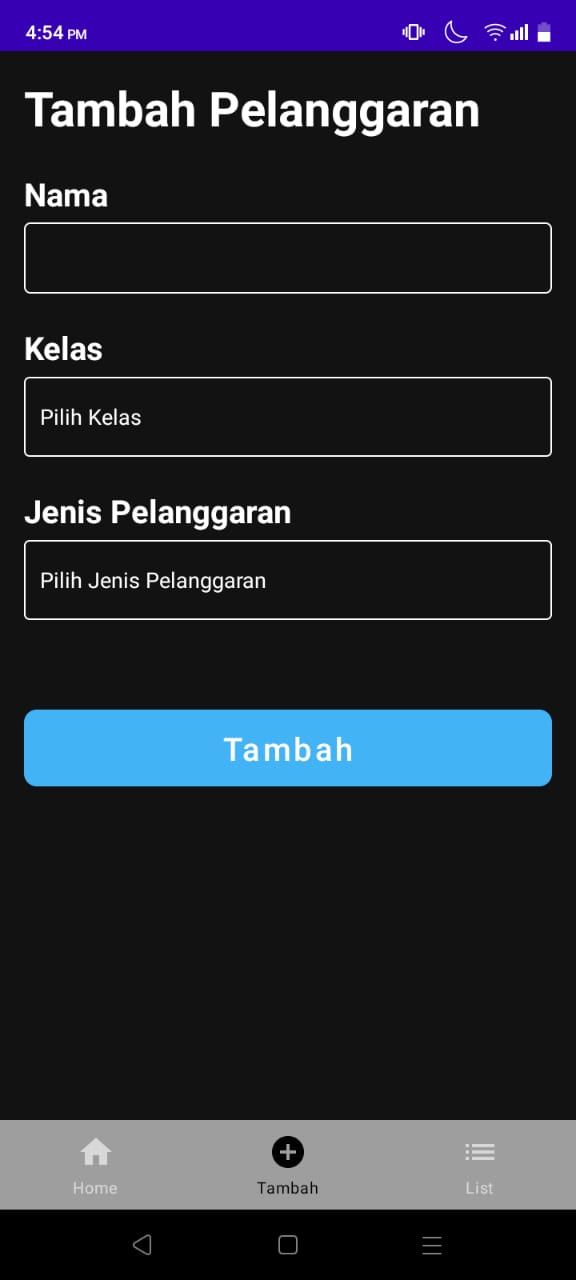 4:54 PM
Tambah Pelanggaran
Nama
Kelas
Pilih Kelas
Jenis Pelanggaran
Pilih Jenis Pelanggaran
Tambah
Home
Tambah
List